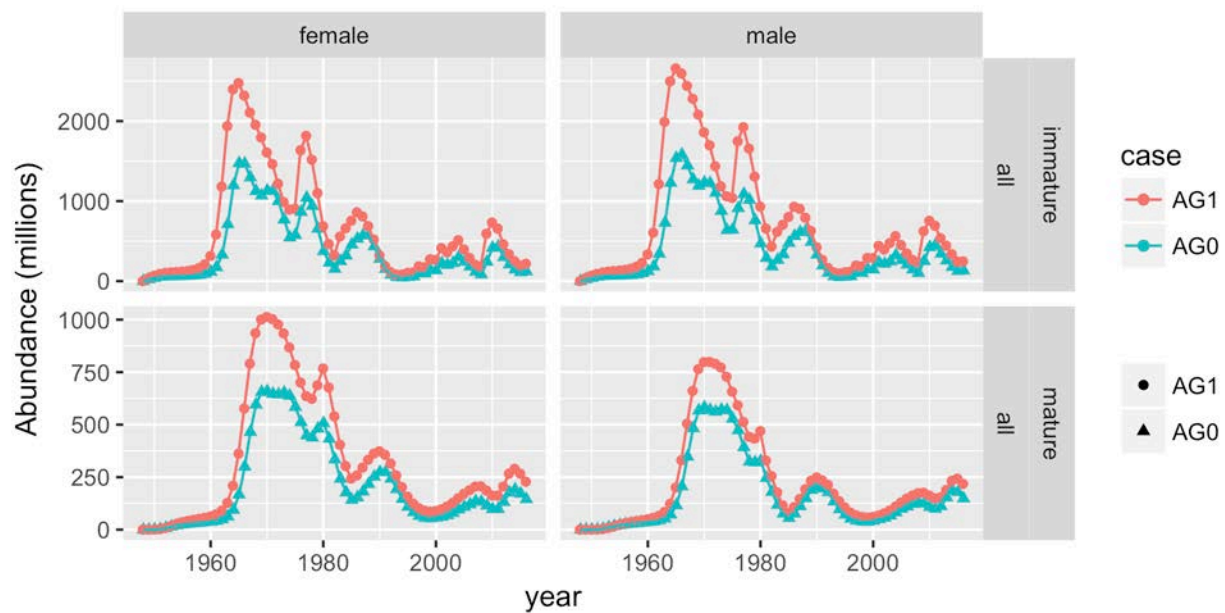 female
male
Abundance (millions)
2000
1000
0
all
immature
1000
750
500
250
0
all
mature
1960
1980
2000
1960
1980
2000
year
case
AG1
AG0
AG1
AG0